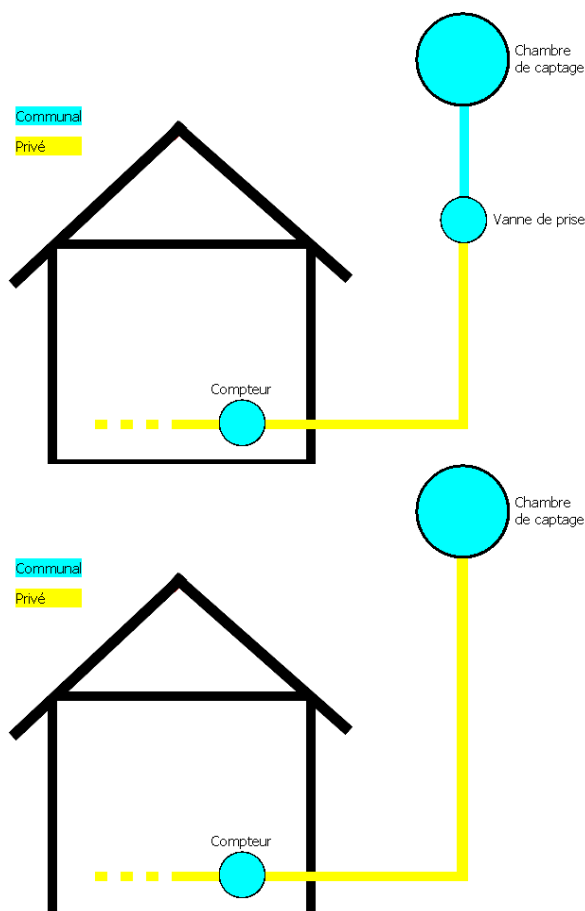 Chambre
de captage
Communal
Privé
Vanne de prise
Compteur
Chambre
de captage
Communal
Privé
Compteur